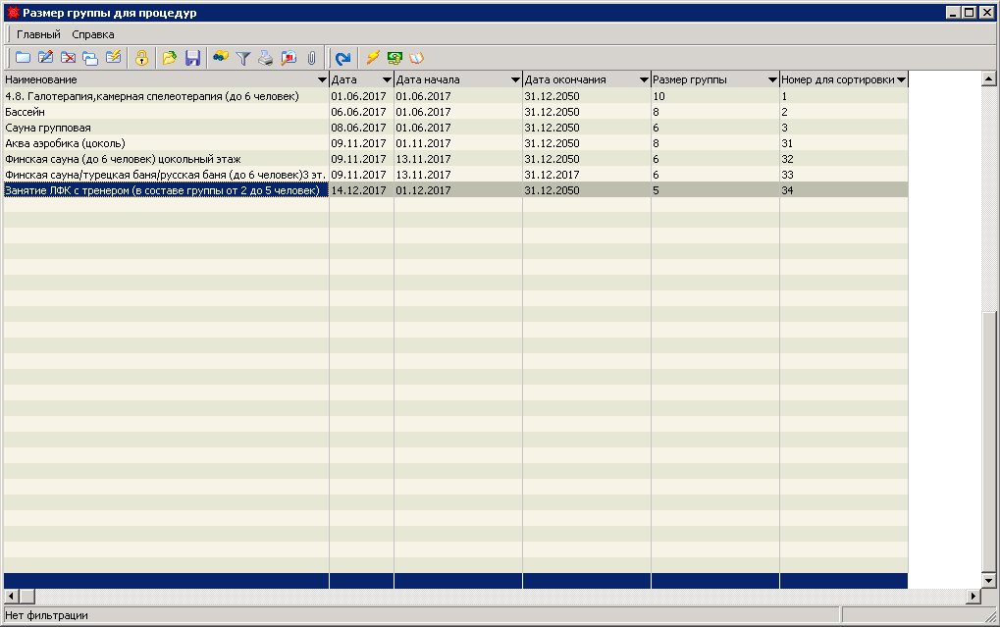 Размер группы для процедур
Главный Справка
Наименование Дата Дата начала Дата окончания Размер группы Номер для сортировки
4.8. Галотерапия,камерная спелеотерапия (до 6 человек) 01.06.2017 01.06.2017 31.12.2050 10 1
Бассейн 06.06.2017 01.06.2017 31.12.2050 8 2
Сауна групповая 08.06.2017 01.06.2017 31.12.2050 6 3
Аква аэробика (цоколь) 09.11.2017 01.11.2017 31.12.2050 8 31
Финская сауна (до 6 человек) цокольный этаж 09.11.2017 13.11.2017 31.12.2050 6 32
Финская сауна/турецкая баня/русская баня (до 6 человек)3 эт. 09.11.2017 13.11.2017 31.12.2017 6 33
Занятие ЛФК с тренером (в составе группы от 2 до 5 человек) 14.12.2017 01.12.2017 31.12.2050 5 34
Нет фильтрации